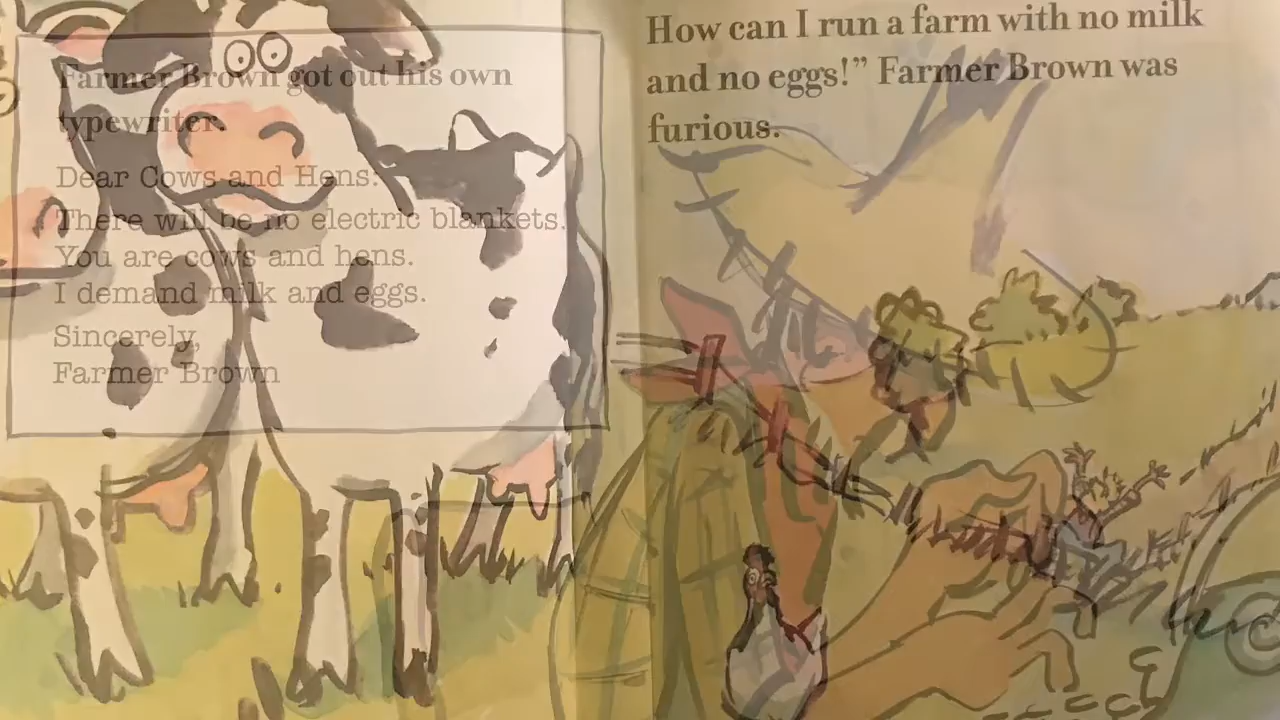 Farmer Brown got out his own
typewriter.
Dear Cows and Hens:
There will be no electric blankets.
You are cows and hens.
I demand milk and eggs.
Sincerely,
Farmer Brown
How can I run a farm with no milk
and no eggs!” Farmer Brown was
furious.